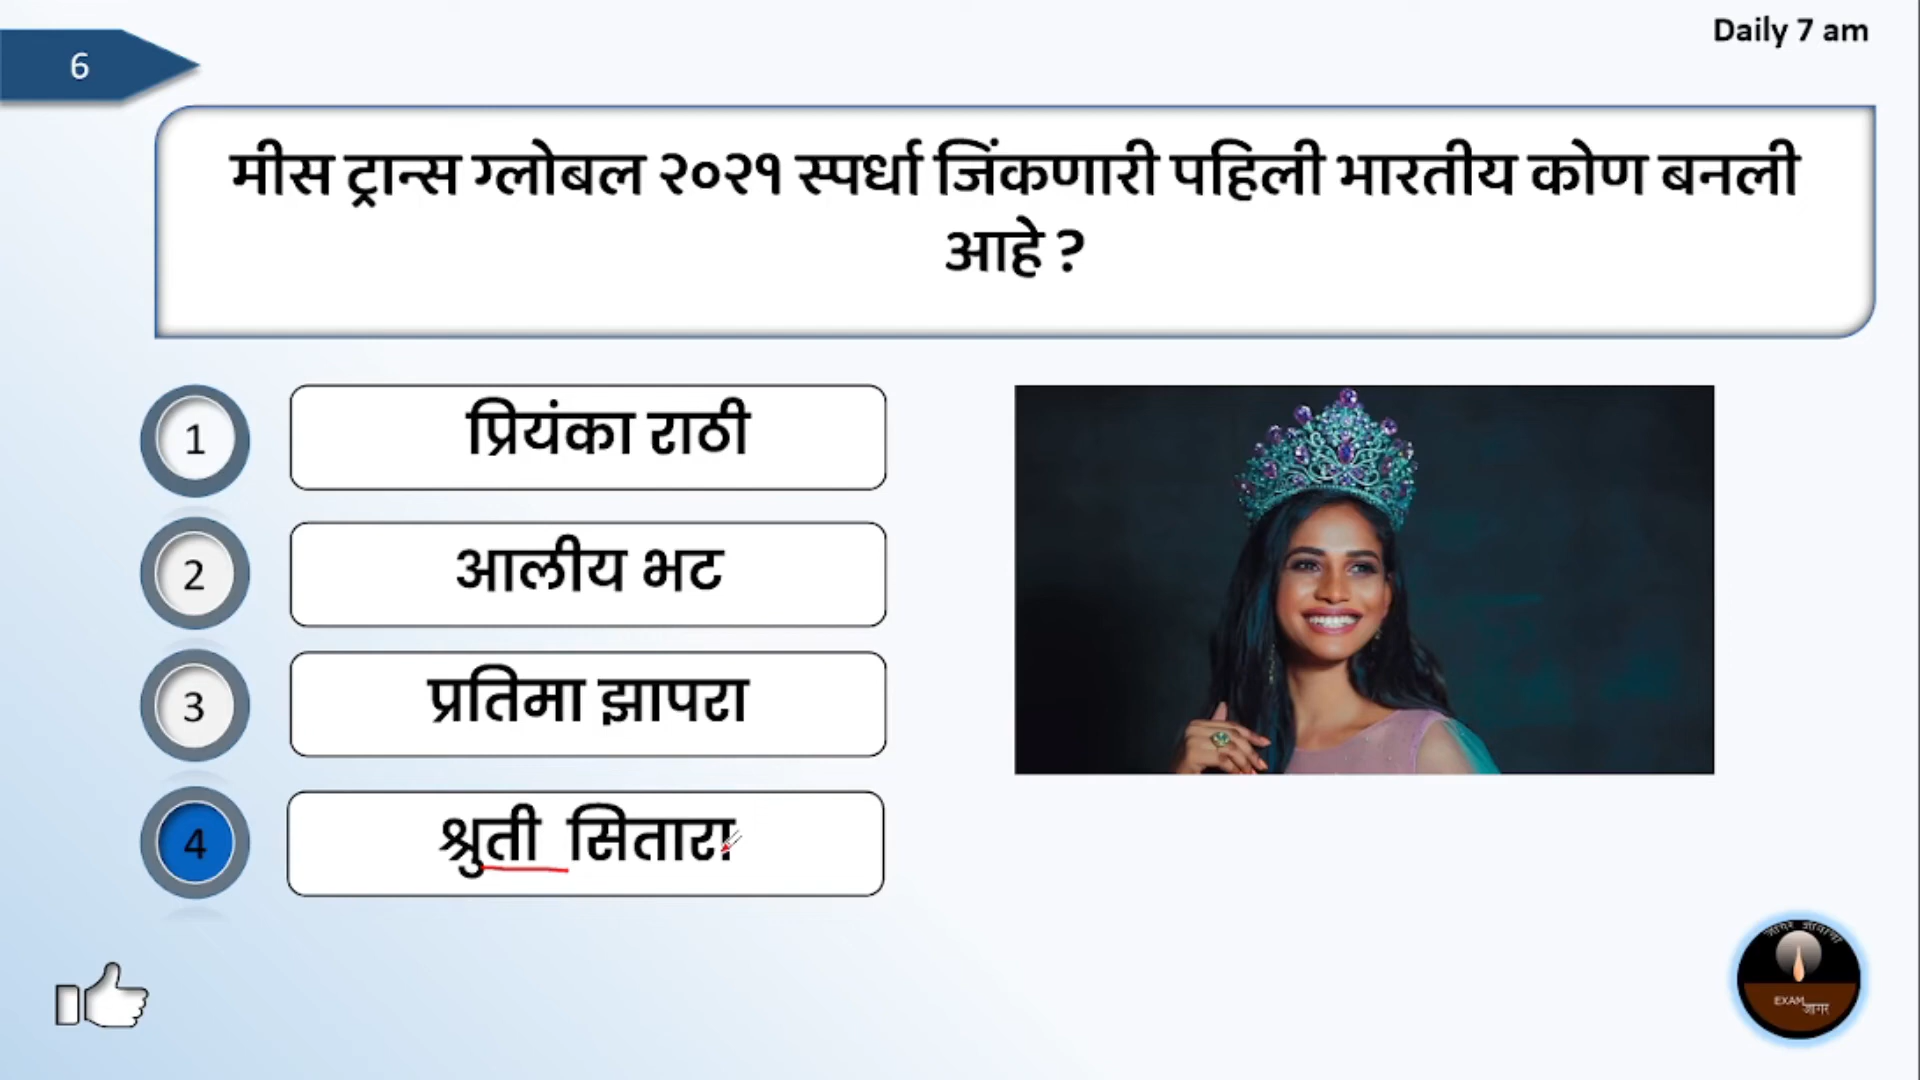 Daily 7 am
6
मीस ट्रान्स ग्लोबल २०२१ स्पर्धा जिंकणारी पहिली भारतीय कोण बनली
आहे ?
1
प्रियंका राठी
2
आलीय भट
3
प्रतिमा झापरा
4
श्रुती सितारा
EXAM
जागर